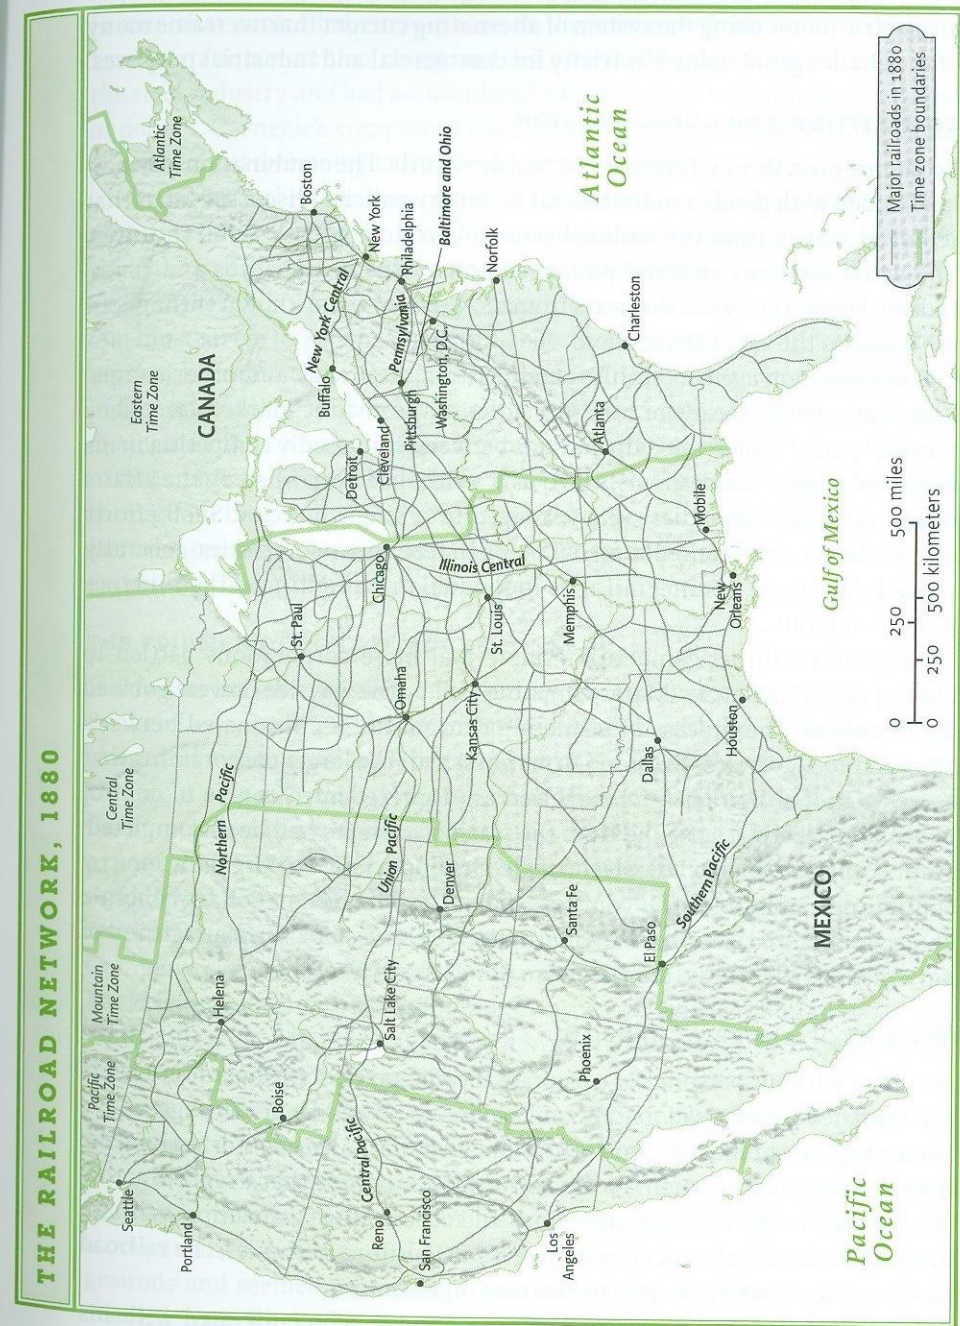 THE RAILROAD NETWORK, 1880
Pacific
Time Zone
Mountain
Time Zone
Central
Time Zone
Eastern
Time Zone
Atlantic
Time Zone
CANADA
Seattle
Portland
Helena
Boise
Northern Pacific
St. Paul
Detroit
Buffalo
New York Central
Boston
New York
Philadelphia
Baltimore and Ohio
Pennsylvania
Cleveland
Pittsburgh
Washington, D.C.
Norfolk
Reno
Central Pacific
San Francisco
Salt Lake City
Union Pacific
Denver
Omaha
Chicago
Kansas City
St. Louis
Illinois Central
Memphis
Los
Angeles
Phoenix
Santa Fe
El Paso
Southern Pacific
Dallas
Houston
New
Orleans
Mobile
Atlanta
Charleston
MEXICO
Gulf of Mexico
Pacific
Ocean
Atlantic
Ocean
0 250 500 miles
0 250 500 kilometers
Major railroads in 1880
Time zone boundaries